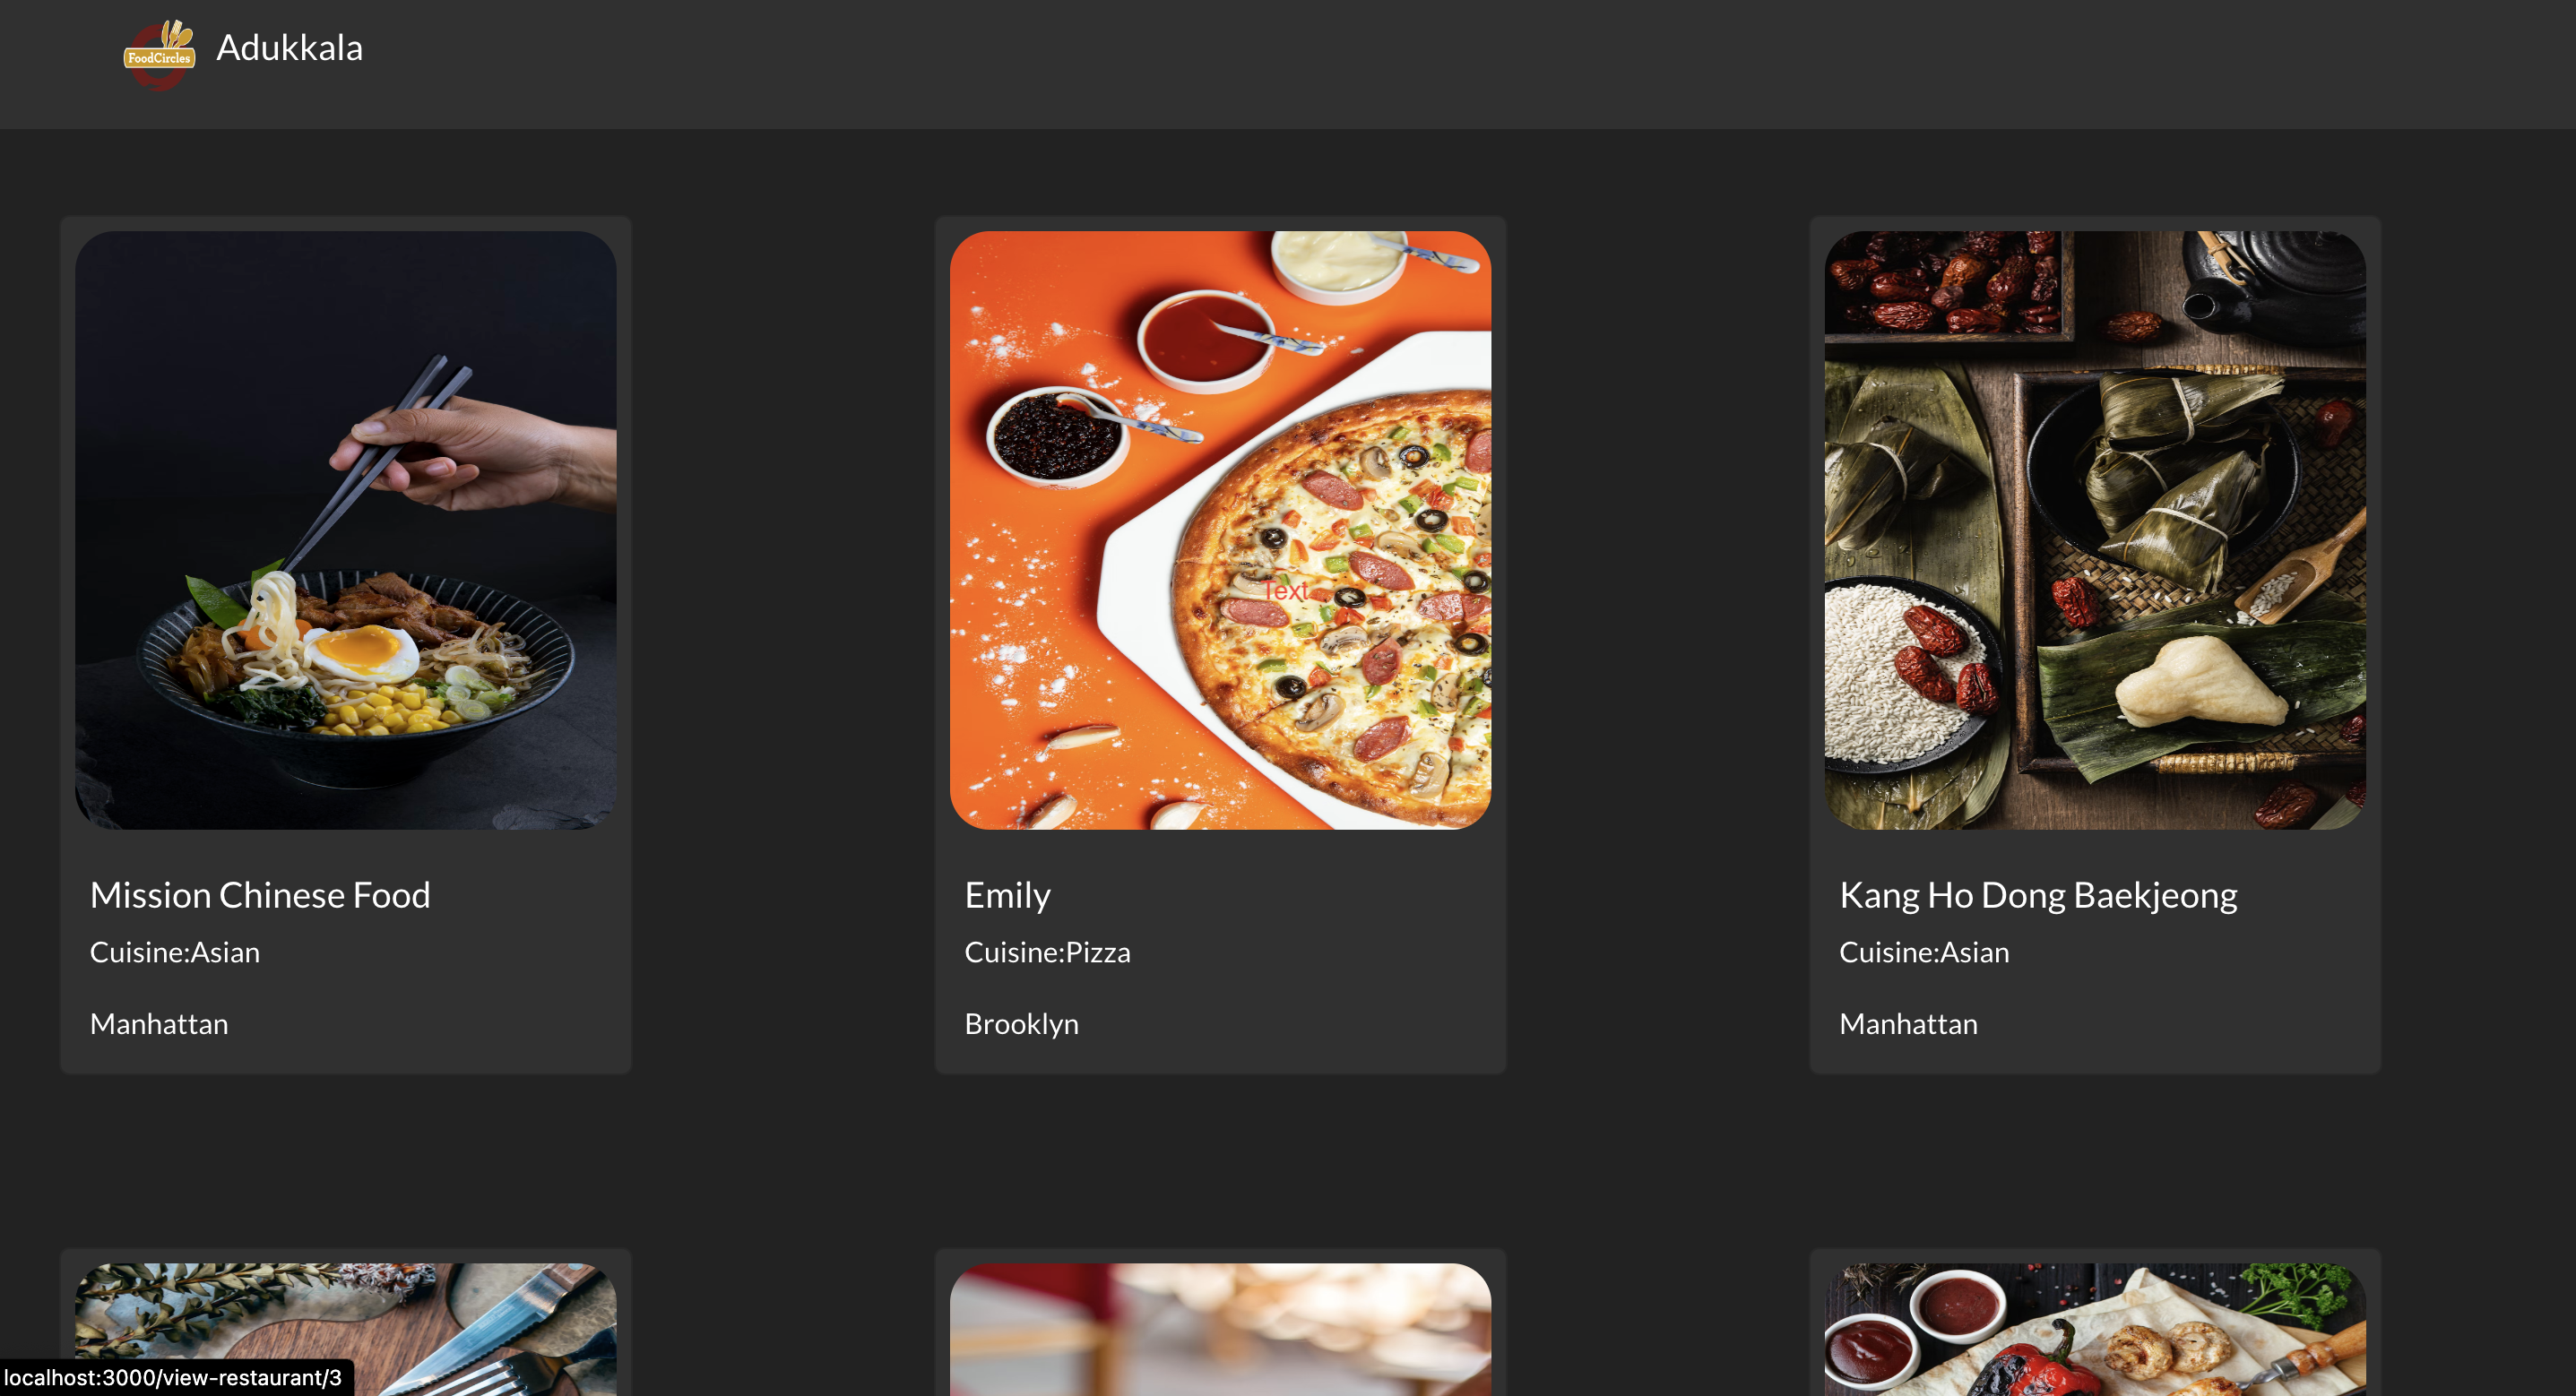 FoodCircles
Adukkala
Text
Mission Chinese Food
Cuisine:Asian
Manhattan
Emily
Cuisine:Pizza
Brooklyn
Kang Ho Dong Baekjeong
Cuisine:Asian
Manhattan
localhost:3000/view-restaurant/3